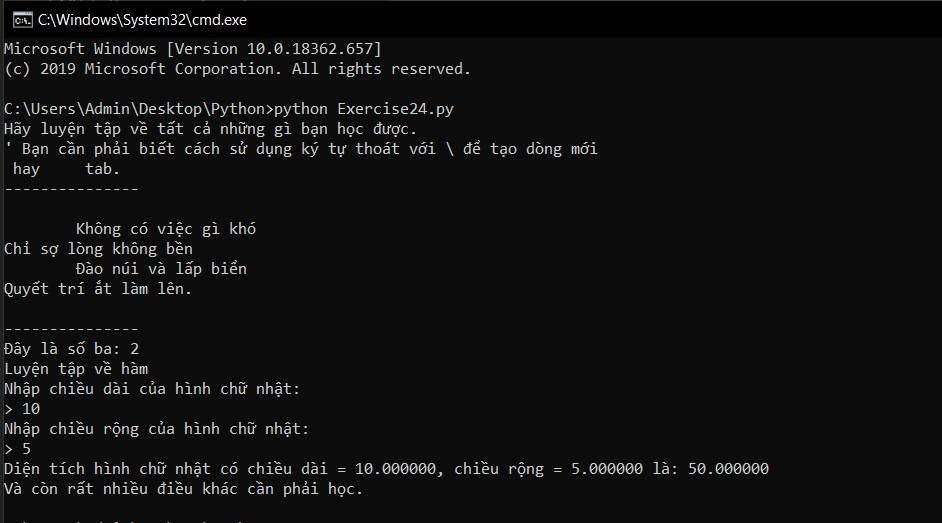 C:\Windows\System32\cmd.exe
Microsoft Windows [Version 10.0.18362.657]
(c) 2019 Microsoft Corporation. All rights reserved.
C:\Users\Admin\Desktop\Python>python Exercise24.py
Hãy luyện tập về tất cả những gì bạn học được.
' Bạn cần phải biết cách sử dụng ký tự thoát với \ để tạo dòng mới
 hay     tab.
---------------
        Không có việc gì khó
Chỉ sợ lòng không bền
        Đào núi và lấp biển
Quyết trí ắt làm lên.
---------------
Đây là số ba: 2
Luyện tập về hàm
Nhập chiều dài của hình chữ nhật:
> 10
Nhập chiều rộng của hình chữ nhật:
> 5
Diện tích hình chữ nhật có chiều dài = 10.000000, chiều rộng = 5.000000 là: 50.000000
Và còn rất nhiều điều khác cần phải học.